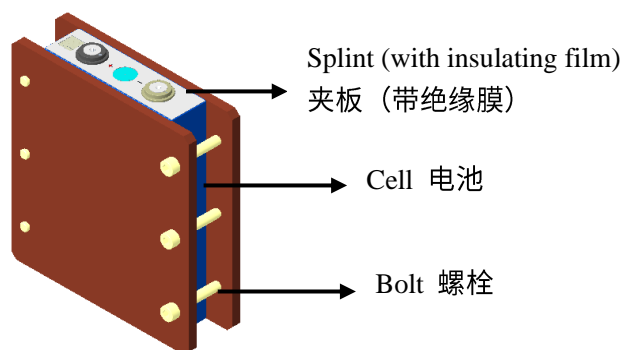 Splint (with insulating film)
夹板（带绝缘膜）
Cell 电池
Bolt 螺栓